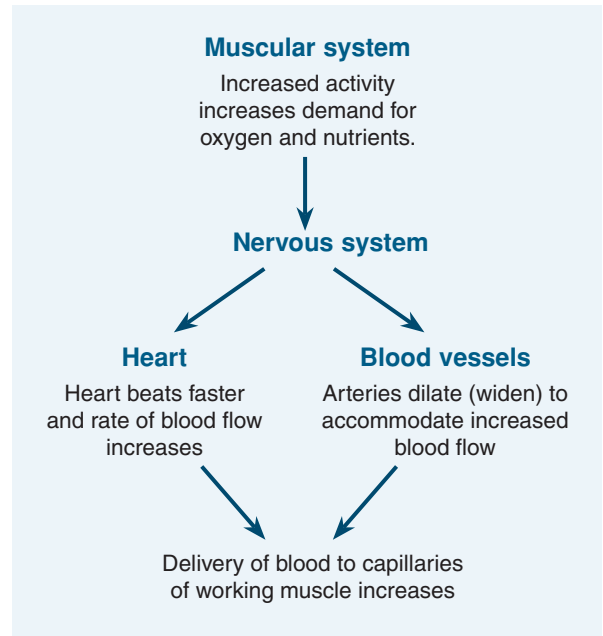 Muscular system
Increased activity
increases demand for
oxygen and nutrients.
Nervous system
Heart
Heart beats faster
and rate of blood flow
increases
Blood vessels
Arteries dilate (widen) to
accommodate increased
blood flow
Delivery of blood to capillaries
of working muscle increases